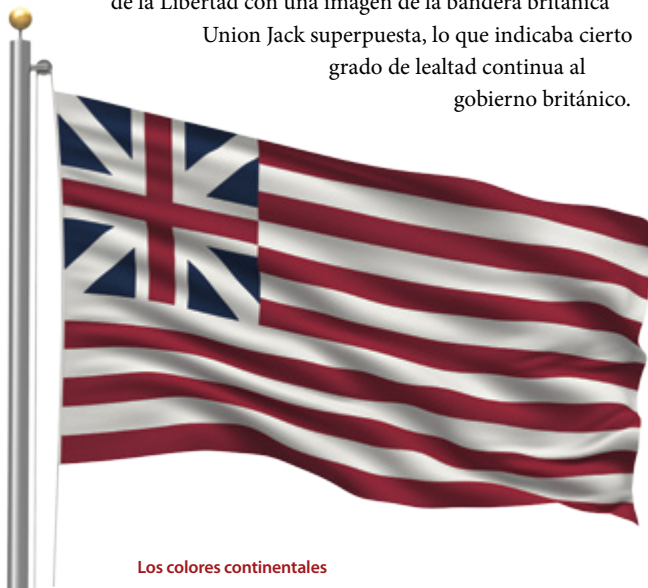 de la Libertad con una imagen de la bandera británica
Union Jack superpuesta, lo que indicaba cierto
grado de lealtad continua al
gobierno británico.
Los colores continentales